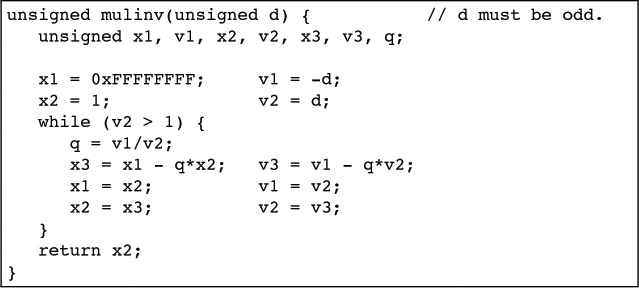 unsigned mulinv(unsigned d) {           // d must be odd.
   unsigned x1, v1, x2, v2, x3, v3, q;

   x1 = 0xFFFFFFFF;     v1 = -d;
   x2 = 1;              v2 = d;
   while (v2 > 1) {
      q = v1/v2;
      x3 = x1 - q*x2;   v3 = v1 - q*v2;
      x1 = x2;          v1 = v2;
      x2 = x3;          v2 = v3;
   }
   return x2;
}